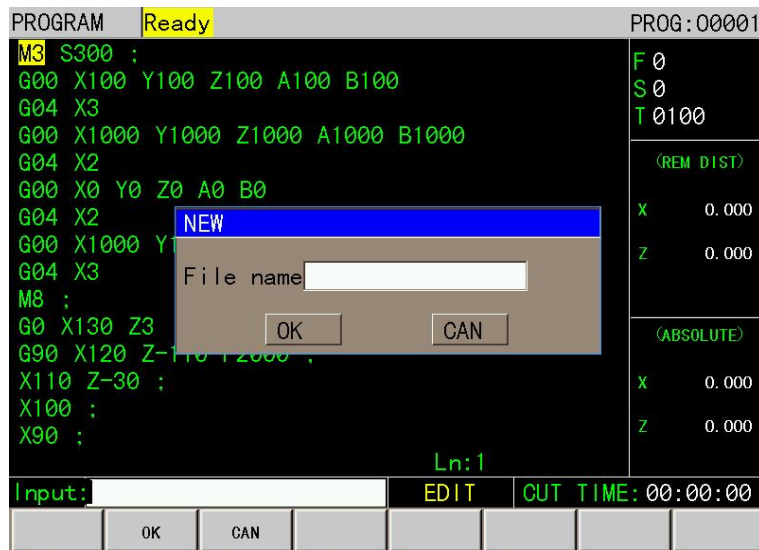 PROGRAM Ready PROG:O0001
M3 S300 ;
G00 X100 Y100 Z100 A100 B100
G04 X3
G00 X1000 Y1000 Z1000 A1000 B1000
G04 X2
G00 X0 Y0 Z0 A0 B0
G04 X2
G00 X1000
G04 X3
M8 ;
G0 X130 Z3
G90 X120
X110 Z-30 ;
X100 ;
X90 ;
Ln:1
NEW
File name
OK CAN
F 0
S 0
T 0100
(REM DIST)
X 0.000
Z 0.000
(ABSOLUTE)
X 0.000
Z 0.000
Input: EDIT CUT TIME: 00:00:00
OK CAN